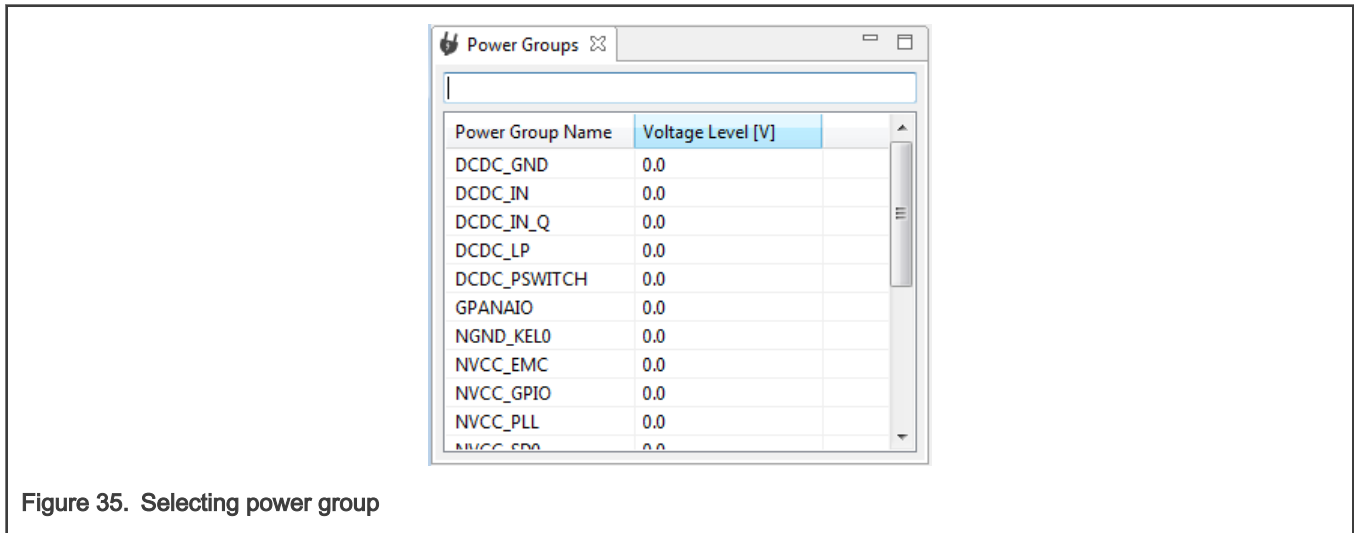 Power Groups
Power Group Name Voltage Level [V]
DCDC_GND 0.0
DCDC_IN 0.0
DCDC_IN_Q 0.0
DCDC_LP 0.0
DCDC_PSWITCH 0.0
GPANAIO 0.0
NGND_KEL0 0.0
NVCC_EMC 0.0
NVCC_GPIO 0.0
NVCC_PLL 0.0
Figure 35. Selecting power group